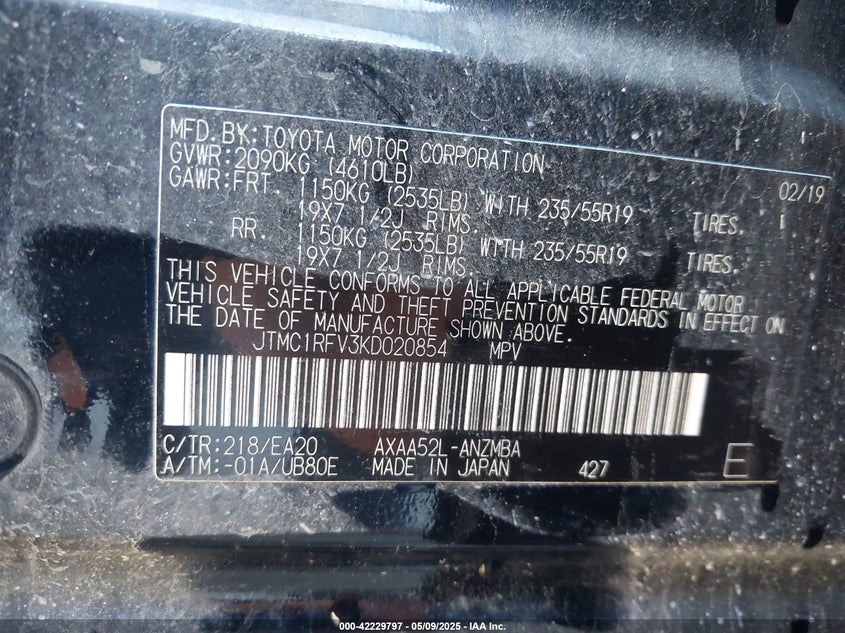 MFD.BY:TOYOTA MOTOR CORPORATION 02/19
GVWR:2090KG (4610LB)
GAWR:FRT. 1150KG (2535LB) WITH 235/55R19 TIRES.
19X7 1/2J RIMS.
RR. 1150KG (2535LB) WITH 235/55R19 TIRES.
19X7 1/2J RIMS.
THIS VEHICLE CONFORMS TO ALL APPLICABLE FEDERAL MOTOR
VEHICLE SAFETY AND THEFT PREVENTION STANDARDS IN EFFECT ON
THE DATE OF MANUFACTURE SHOWN ABOVE.
JTMC1RFV3KD020854 MPV
C/TR:218/EA20 AXAA52L-ANZMBA
A/TM:-01A/UB80E MADE IN JAPAN 427 E
000-42229797 - 05/09/2025 - IAA Inc.